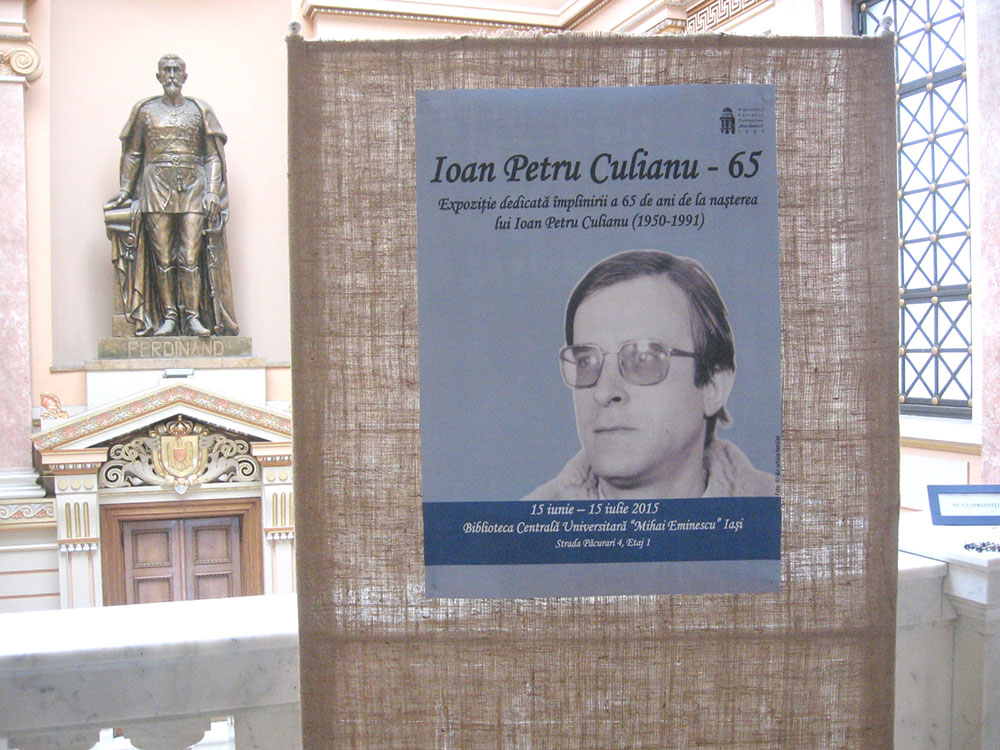 FERDINAND
Ioan Petru Culianu - 65
Expoziție dedicată împlinirii a 65 de ani de la nașterea
lui Ioan Petru Culianu (1950-1991)
15 iunie – 15 iulie 2015
Biblioteca Centrală Universitară “Mihai Eminescu” Iași
Strada Păcurari 4, Etaj 1